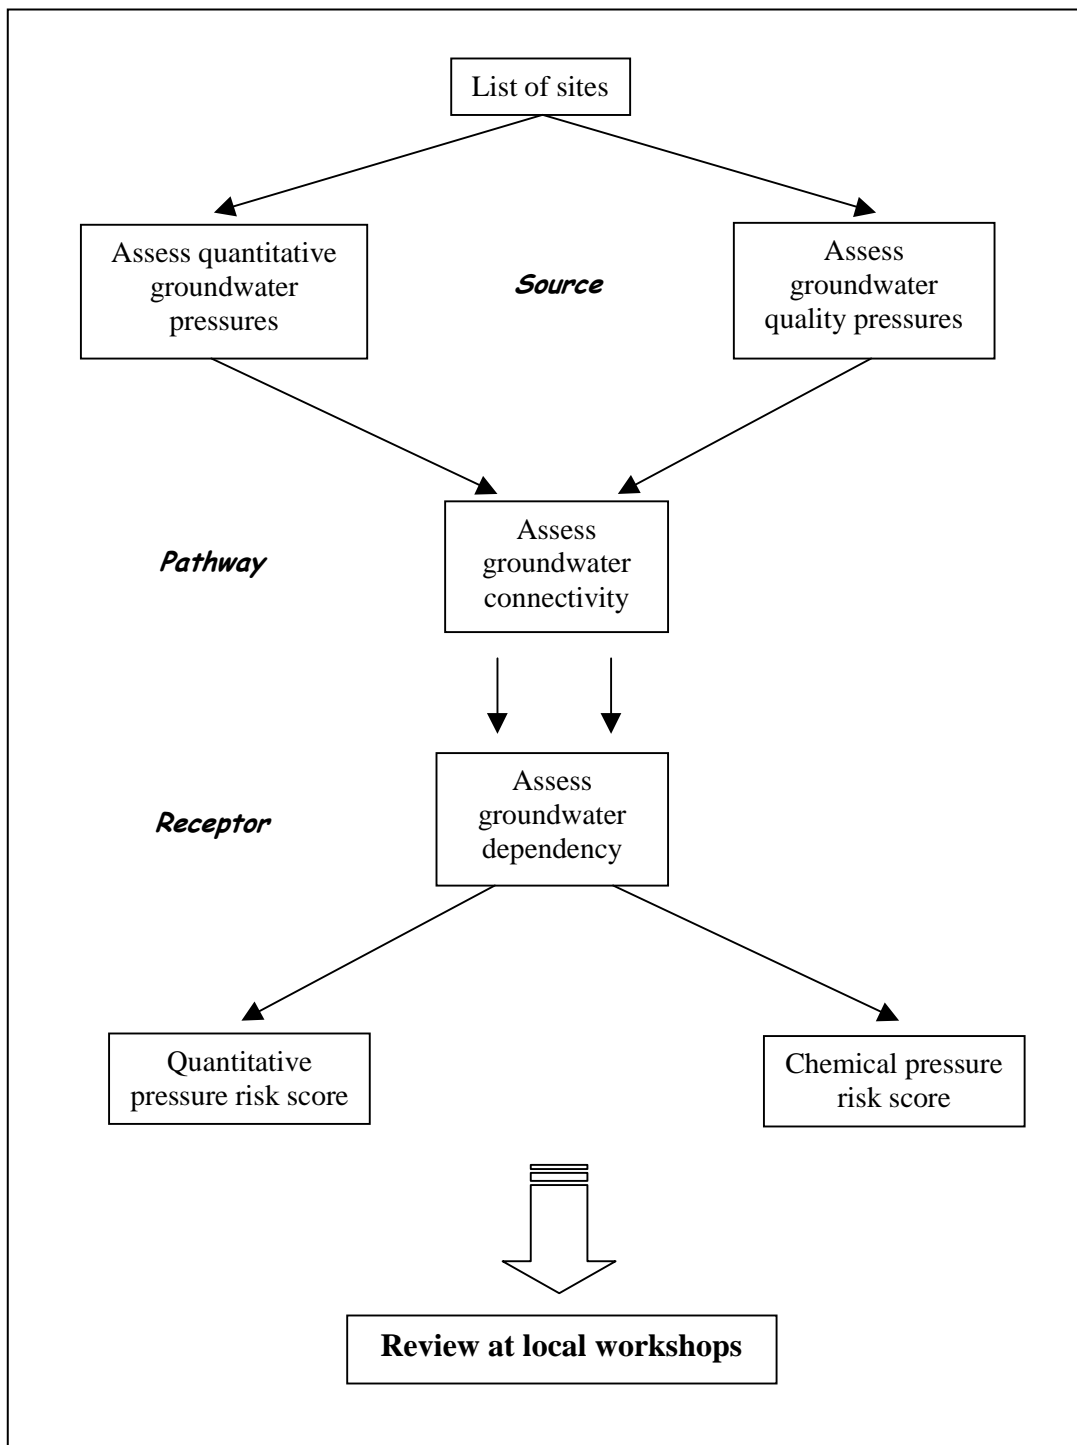 List of sites
Assess quantitative
groundwater
pressures
Source
Assess
groundwater
quality pressures
Pathway
Assess
groundwater
connectivity
Receptor
Assess
groundwater
dependency
Quantitative
pressure risk score
Chemical pressure
risk score
Review at local workshops